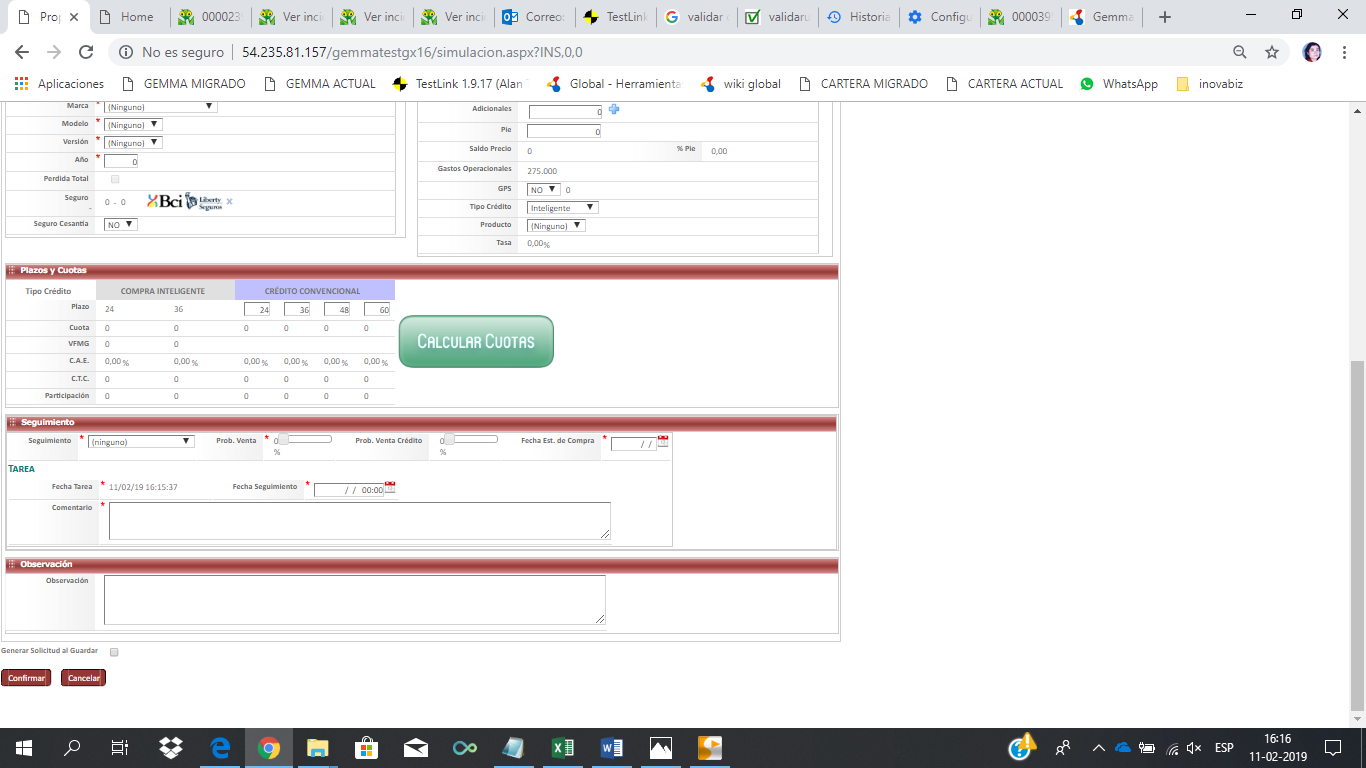 Prop
Home
000023
Ver inci
Ver inci
Ver inci
Correo:
TestLink
validar
validaru
Historia
Configu
000039
Gemma
No es seguro | 54.235.81.157/gemmatestgx16/simulacion.aspx?INS,0,0
Aplicaciones
GEMMA MIGRADO
GEMMA ACTUAL
TestLink 1.9.17 (Alan
Global - Herramienta
wiki global
CARTERA MIGRADO
CARTERA ACTUAL
WhatsApp
inovabiz
Marca * (Ninguno)
Modelo * (Ninguno)
Versión * (Ninguno)
Año * 0
Perdida Total
Seguro 0 - 0 Bci Liberty Seguros ×
-
Seguro Cesantía NO
Adicionales 0
Pie 0
Saldo Precio 0 % Pie 0,00
Gastos Operacionales 275.000
GPS NO 0
Tipo Crédito Inteligente
Producto (Ninguno)
Tasa 0,00%
Plazos y Cuotas
Tipo Crédito COMPRA INTELIGENTE CRÉDITO CONVENCIONAL
Plazo 24 36 24 36 48 60
Cuota 0 0 0 0 0 0
VFMG 0 0
C.A.E. 0,00% 0,00% 0,00% 0,00% 0,00% 0,00%
C.T.C. 0 0 0 0 0 0
Participación 0 0 0 0 0 0
CALCULAR CUOTAS
Seguimiento
Seguimiento * (ninguno) Prob. Venta * 0 % Prob. Venta Crédito 0 % Fecha Est. de Compra * / /
TAREA
Fecha Tarea * 11/02/19 16:15:37 Fecha Seguimiento * / / 00:00
Comentario *
Observación
Observación
Generar Solicitud al Guardar
Confirmar Cancelar
ESP
16:16
11-02-2019